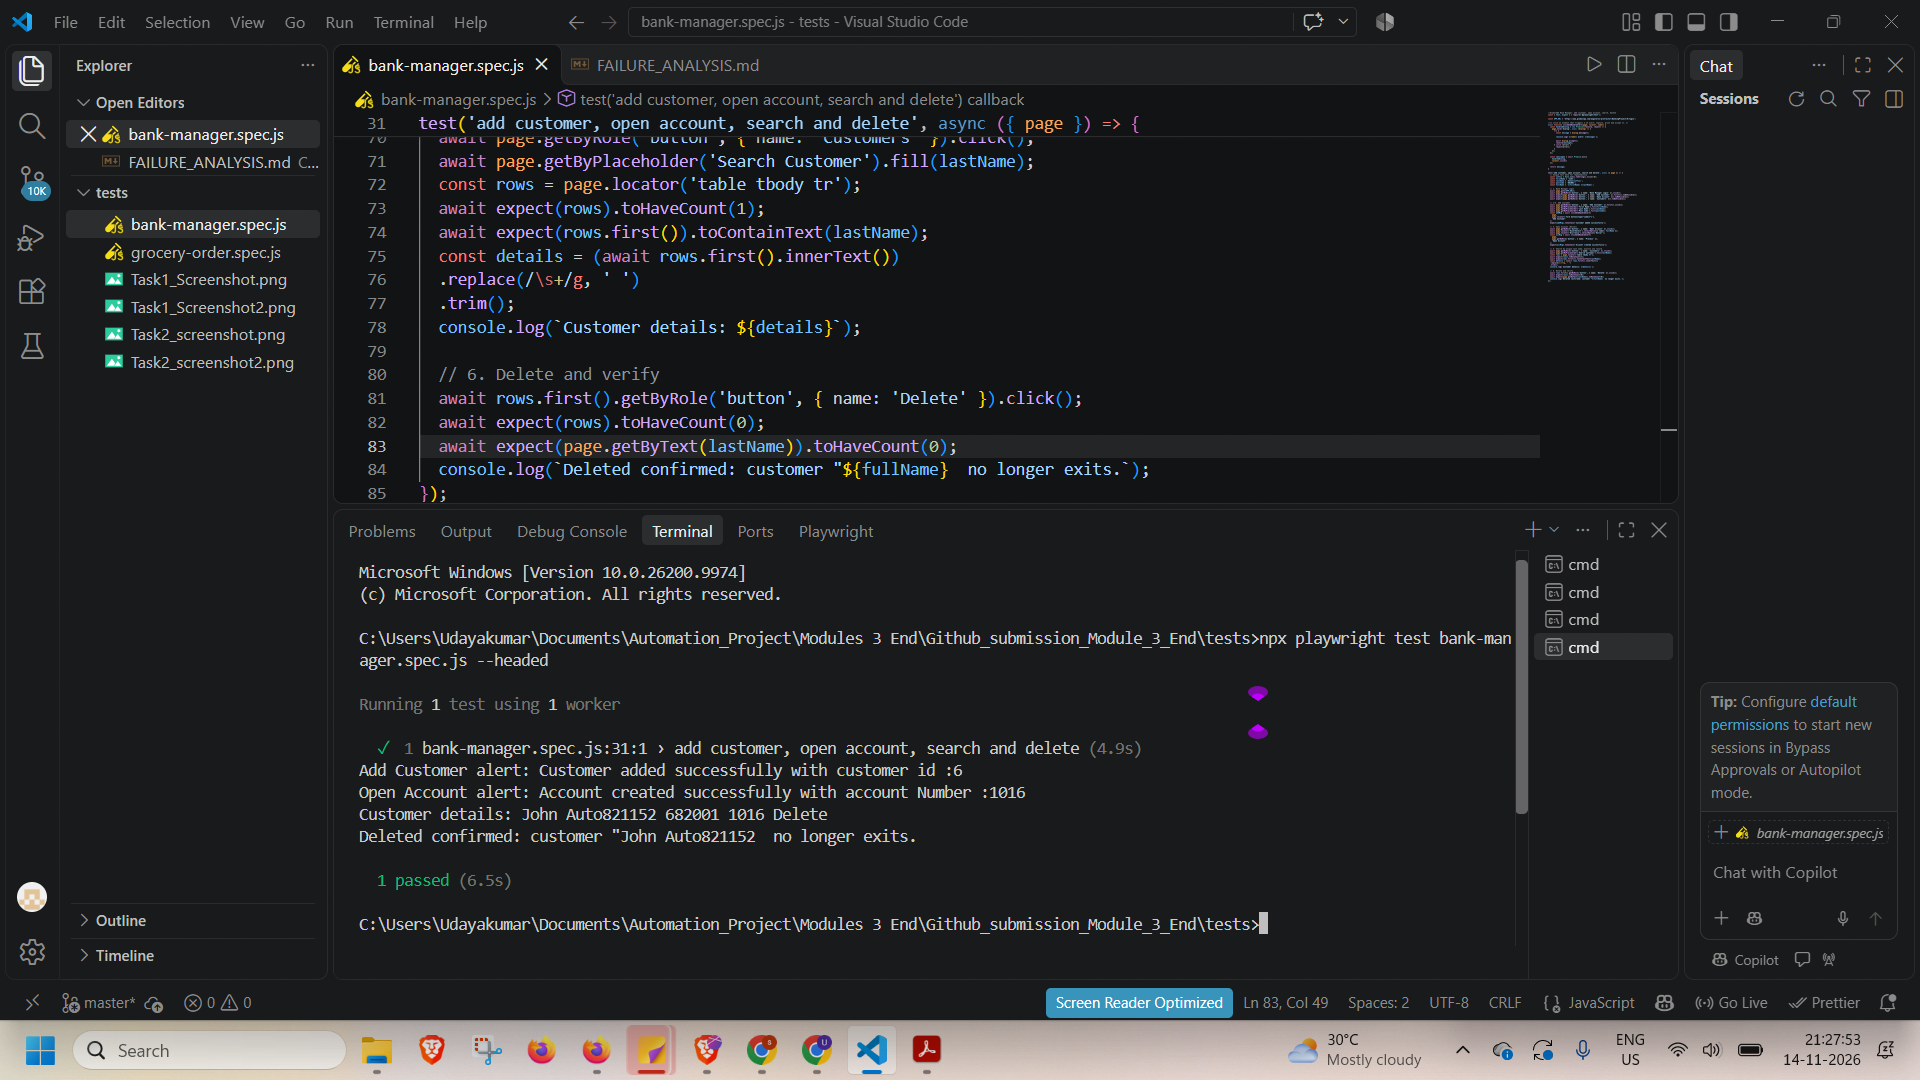 File Edit Selection View Go Run Terminal Help
bank-manager.spec.js - tests - Visual Studio Code
Explorer
Open Editors
bank-manager.spec.js
FAILURE_ANALYSIS.md C...
10K
tests
bank-manager.spec.js
grocery-order.spec.js
Task1_Screenshot.png
Task1_Screenshot2.png
Task2_screenshot.png
Task2_screenshot2.png
Outline
Timeline
bank-manager.spec.js
FAILURE_ANALYSIS.md
bank-manager.spec.js > test('add customer, open account, search and delete') callback
31 test('add customer, open account, search and delete', async ({ page }) => {
70 await page.getByRole('button', { name: 'Customers' }).click();
71 await page.getByPlaceholder('Search Customer').fill(lastName);
72 const rows = page.locator('table tbody tr');
73 await expect(rows).toHaveCount(1);
74 await expect(rows.first()).toContainText(lastName);
75 const details = (await rows.first().innerText())
76 .replace(/\s+/g, ' ')
77 .trim();
78 console.log(`Customer details: ${details}`);
79
80 // 6. Delete and verify
81 await rows.first().getByRole('button', { name: 'Delete' }).click();
82 await expect(rows).toHaveCount(0);
83 await expect(page.getByText(lastName)).toHaveCount(0);
84 console.log(`Deleted confirmed: customer "${fullName}  no longer exits.`);
85 });
Problems Output Debug Console Terminal Ports Playwright
Microsoft Windows [Version 10.0.26200.9974]
(c) Microsoft Corporation. All rights reserved.
C:\Users\Udayakumar\Documents\Automation_Project\Modules 3 End\Github_submission_Module_3_End\tests>npx playwright test bank-man
ager.spec.js --headed
Running 1 test using 1 worker
✓ 1 bank-manager.spec.js:31:1 › add customer, open account, search and delete (4.9s)
Add Customer alert: Customer added successfully with customer id :6
Open Account alert: Account created successfully with account Number :1016
Customer details: John Auto821152 682001 1016 Delete
Deleted confirmed: customer "John Auto821152  no longer exits.
1 passed (6.5s)
C:\Users\Udayakumar\Documents\Automation_Project\Modules 3 End\Github_submission_Module_3_End\tests>
cmd
cmd
cmd
cmd
Chat
Sessions
Tip: Configure default
permissions to start new
sessions in Bypass
Approvals or Autopilot
mode.
bank-manager.spec.js
Chat with Copilot
Copilot
master* 0 0
Screen Reader Optimized Ln 83, Col 49 Spaces: 2 UTF-8 CRLF {} JavaScript Go Live Prettier
Search
30°C
Mostly cloudy
ENG
US
21:27:53
14-11-2026